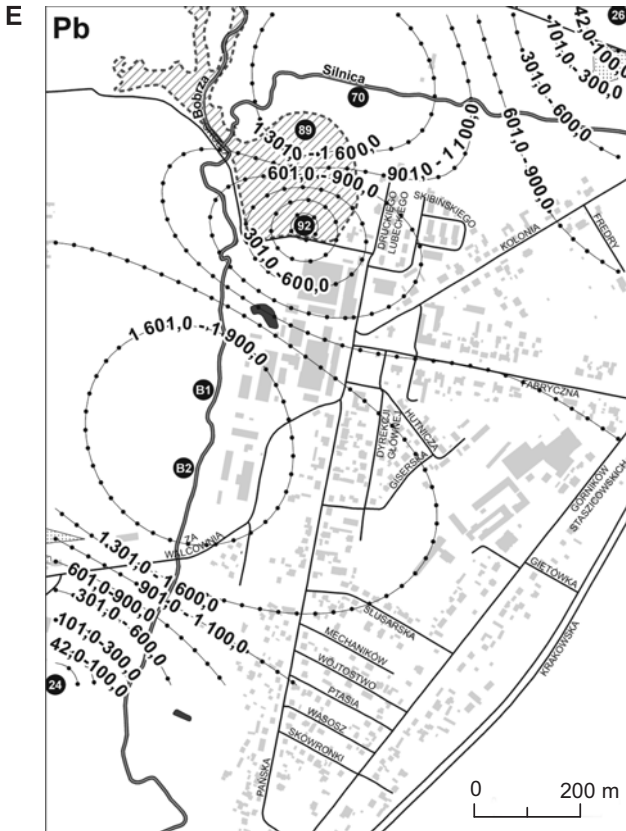 E
Pb
26
42,0-100,0
101,0-300,0
301,0-600,0
601,0-900,0
Bobrza
Silnica
70
89
1 301,0 - 1 600,0
901,0-1 100,0
601,0-900,0
92
301,0-600,0
DRUCKIEGO
LUBECKIEGO
SKIBIŃSKIEGO
KOLONIA
FREDRY
1 601,0 - 1 900,0
B1
B2
FABRYCZNA
DYREKCJI
GŁÓWNEJ
HUTNICZA
GISERSKA
GÓRNIKÓW
STASZICOWSKICH
ZA
WALCOWNIĄ
1 301,0 - 1 600,0
901,0-1 100,0
601,0-900,0
301,0-600,0
101,0-300,0
42,0-100,0
24
GIĘTÓWKA
KRAKOWSKA
ŚLUSARSKA
MECHANIKÓW
WÓJTOSTWO
PTASIA
WĄSOSZ
SKOWRONKI
PAŃSKA
0 200 m